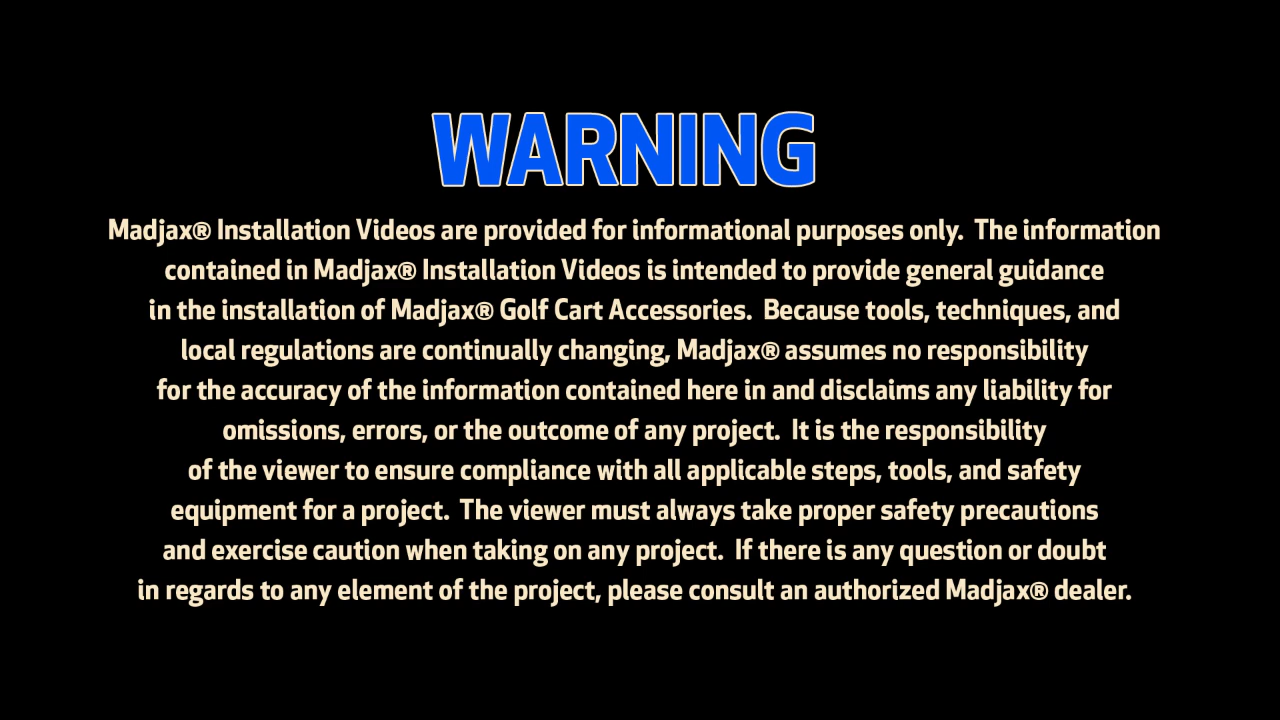 WARNING
Madjax® Installation Videos are provided for informational purposes only.  The information
contained in Madjax® Installation Videos is intended to provide general guidance
in the installation of Madjax® Golf Cart Accessories.  Because tools, techniques, and
local regulations are continually changing, Madjax® assumes no responsibility
for the accuracy of the information contained here in and disclaims any liability for
omissions, errors, or the outcome of any project.  It is the responsibility
of the viewer to ensure compliance with all applicable steps, tools, and safety
equipment for a project.  The viewer must always take proper safety precautions
and exercise caution when taking on any project.  If there is any question or doubt
in regards to any element of the project, please consult an authorized Madjax® dealer.